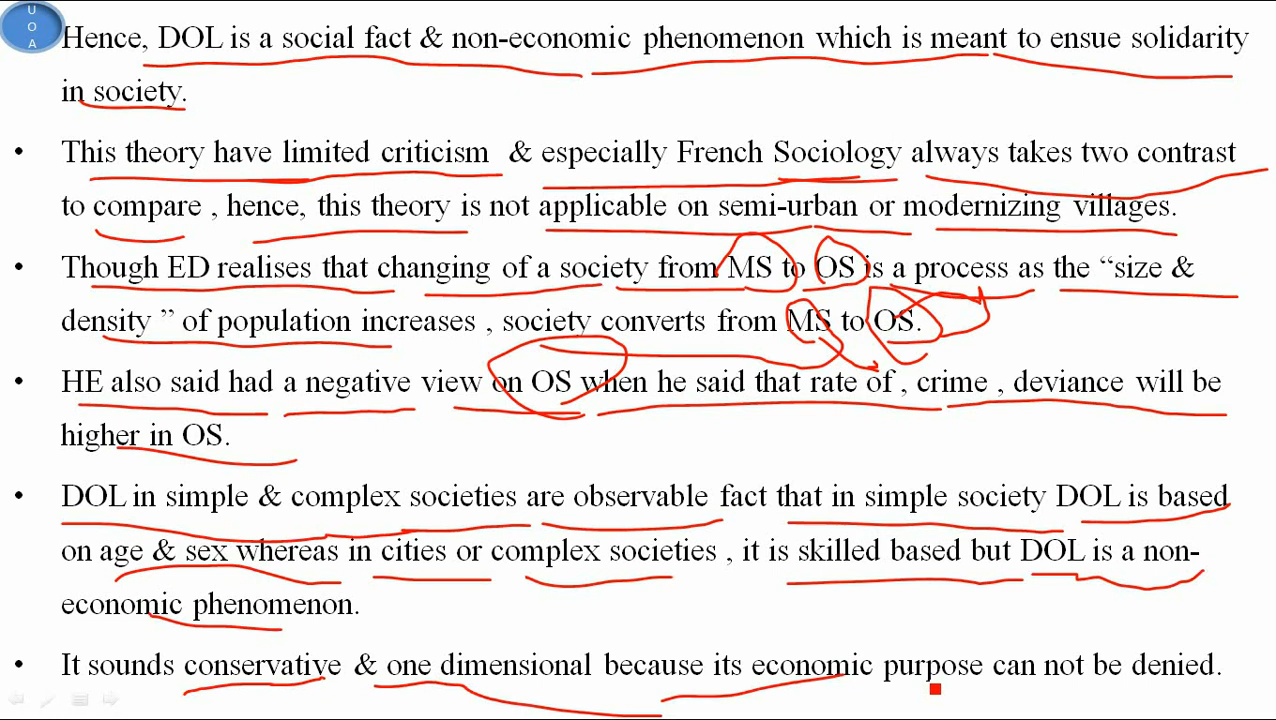 UOA
Hence, DOL is a social fact & non-economic phenomenon which is meant to ensue solidarity
in society.
• This theory have limited criticism & especially French Sociology always takes two contrast
to compare , hence, this theory is not applicable on semi-urban or modernizing villages.
• Though ED realises that changing of a society from MS to OS is a process as the “size &
density ” of population increases , society converts from MS to OS.
• HE also said had a negative view on OS when he said that rate of , crime , deviance will be
higher in OS.
• DOL in simple & complex societies are observable fact that in simple society DOL is based
on age & sex whereas in cities or complex societies , it is skilled based but DOL is a non-
economic phenomenon.
• It sounds conservative & one dimensional because its economic purpose can not be denied.